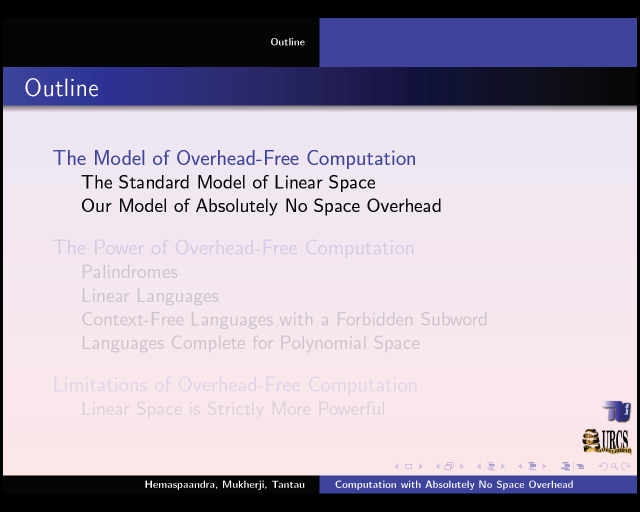 Outline
Outline
The Model of Overhead-Free Computation
The Standard Model of Linear Space
Our Model of Absolutely No Space Overhead
The Power of Overhead-Free Computation
Palindromes
Linear Languages
Context-Free Languages with a Forbidden Subword
Languages Complete for Polynomial Space
Limitations of Overhead-Free Computation
Linear Space is Strictly More Powerful
URCS
Hemaspaandra, Mukherji, Tantau
Computation with Absolutely No Space Overhead